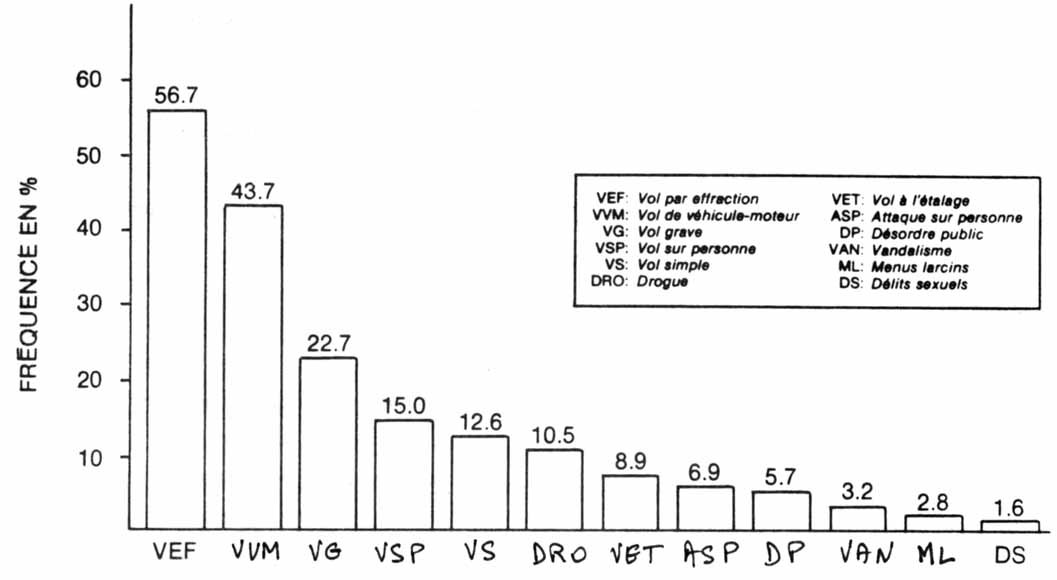 FRÉQUENCE EN %
60
50
40
30
20
10
56.7
43.7
22.7
15.0
12.6
10.5
8.9
6.9
5.7
3.2
2.8
1.6
VEF: Vol par effraction
VVM: Vol de véhicule-moteur
VG: Vol grave
VSP: Vol sur personne
VS: Vol simple
DRO: Drogue
VET: Vol à l'étalage
ASP: Attaque sur personne
DP: Désordre public
VAN: Vandalisme
ML: Menus larcins
DS: Délits sexuels
VEF VVM VG VSP VS DRO VET ASP DP VAN ML DS